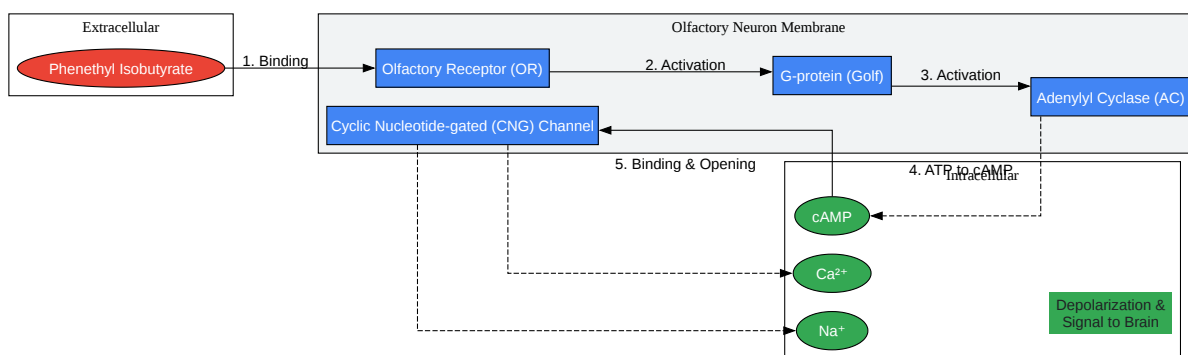 Extracellular
Olfactory Neuron Membrane
Phenethyl Isobutyrate
1. Binding
Olfactory Receptor (OR)
2. Activation
G-protein (Golf)
3. Activation
Adenylyl Cyclase (AC)
Cyclic Nucleotide-gated (CNG) Channel
5. Binding & Opening
4. ATP to cAMP
Intracellular
cAMP
Ca²⁺
Depolarization &
Signal to Brain
Na⁺